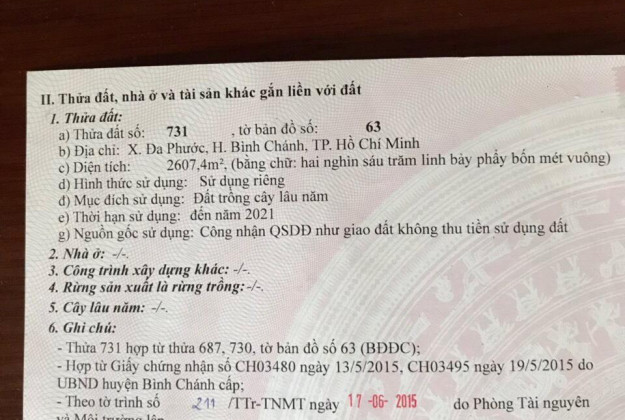 II. Thửa đất, nhà ở và tài sản khác gắn liền với đất
1. Thửa đất:
a) Thửa đất số: 731 , tờ bản đồ số: 63
b) Địa chỉ: X. Đa Phước, H. Bình Chánh, TP. Hồ Chí Minh
c) Diện tích: 2607,4m², (bằng chữ: hai nghìn sáu trăm linh bảy phẩy bốn mét vuông)
d) Hình thức sử dụng: Sử dụng riêng
đ) Mục đích sử dụng: Đất trồng cây lâu năm
e) Thời hạn sử dụng: đến năm 2021
g) Nguồn gốc sử dụng: Công nhận QSDĐ như giao đất không thu tiền sử dụng đất
2. Nhà ở: -/-.
3. Công trình xây dựng khác: -/-.
4. Rừng sản xuất là rừng trồng: -/-.
5. Cây lâu năm: -/-.
6. Ghi chú:
- Thửa 731 hợp từ thửa 687, 730, tờ bản đồ số 63 (BĐĐC);
- Hợp từ Giấy chứng nhận số CH03480 ngày 13/5/2015, CH03495 ngày 19/5/2015 do
UBND huyện Bình Chánh cấp;
- Theo tờ trình số 211 /TTr-TNMT ngày 17-06-2015 do Phòng Tài nguyên
và Môi trường lập